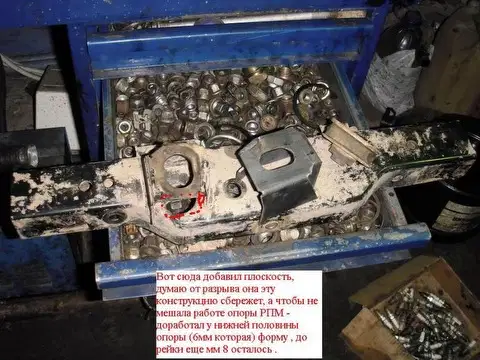 Вот сюда добавил плоскость,
думаю от разрыва она эту
конструкцию сбережет, а чтобы не
мешала работе опоры РПМ -
доработал у нижней половины
опоры (6мм которая) форму , до
рейки еще мм 8 осталось .